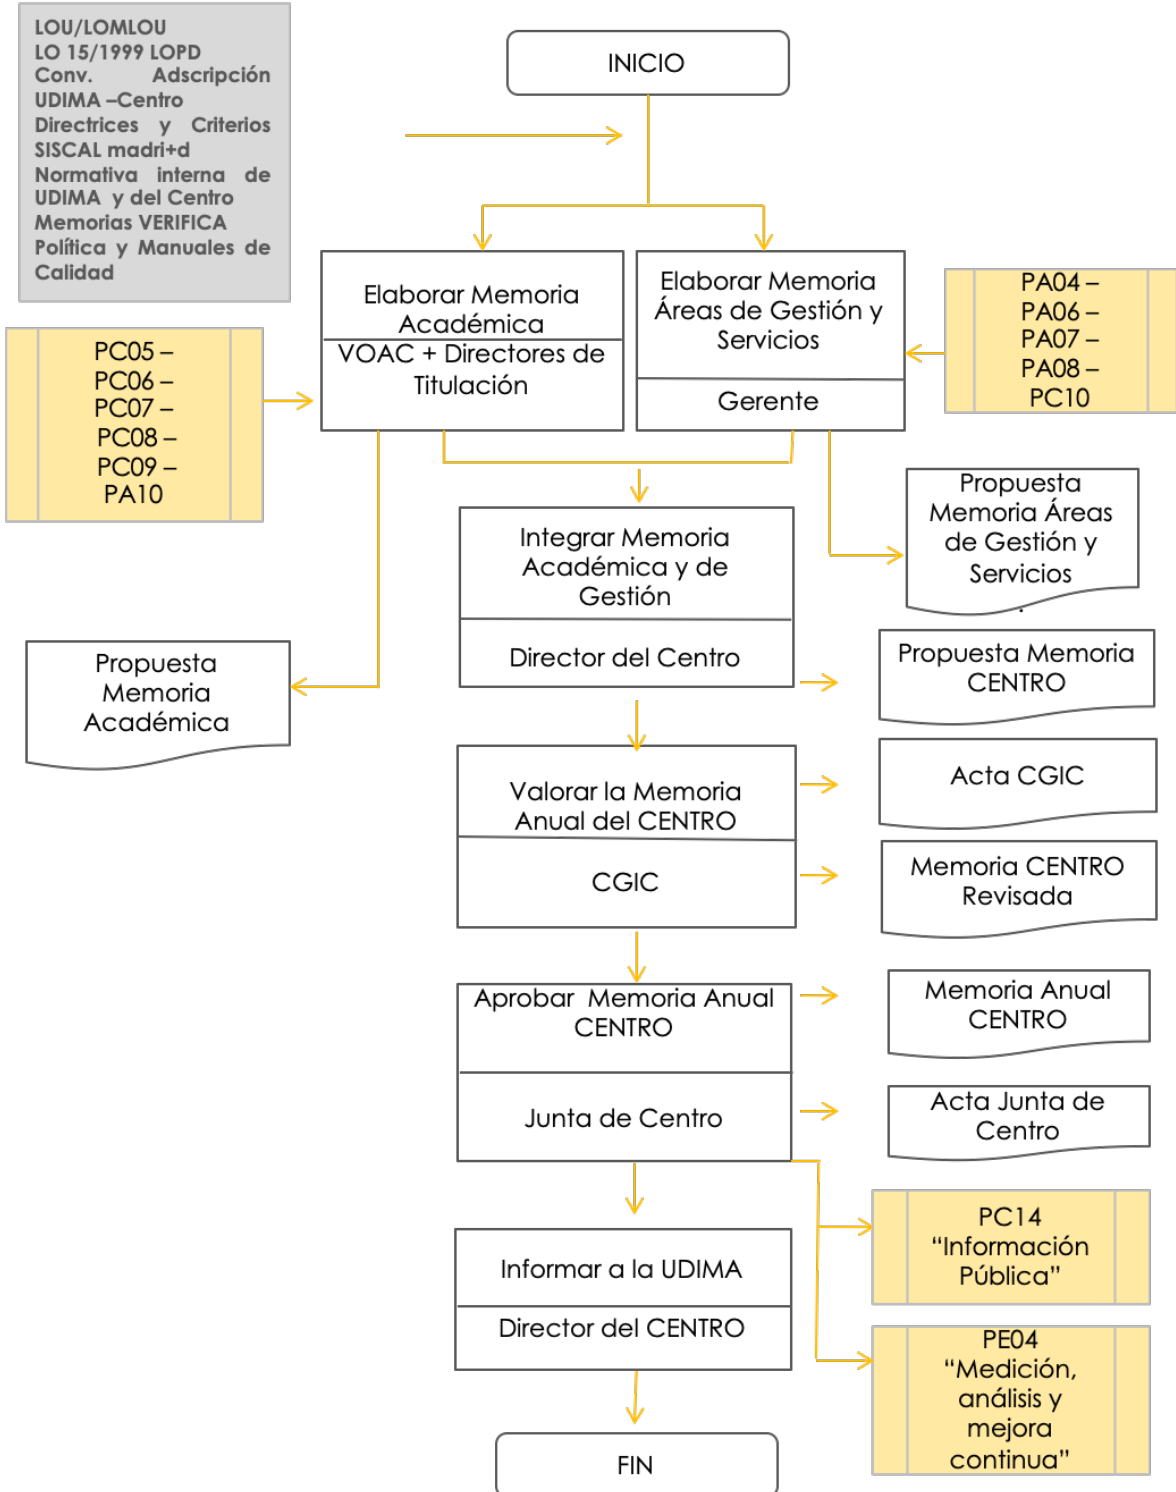 LOU/LOMLOU
LO 15/1999 LOPD
Conv. Adscripción
UDIMA –Centro
Directrices y Criterios
SISCAL madri+d
Normativa interna de
UDIMA y del Centro
Memorias VERIFICA
Política y Manuales de
Calidad
INICIO
Elaborar Memoria
Académica
VOAC + Directores de
Titulación
Elaborar Memoria
Áreas de Gestión y
Servicios
Gerente
PA04 –
PA06 –
PA07 –
PA08 –
PC10
PC05 –
PC06 –
PC07 –
PC08 –
PC09 –
PA10
Propuesta
Memoria Áreas
de Gestión y
Servicios
.
Integrar Memoria
Académica y de
Gestión
Director del Centro
Propuesta Memoria
CENTRO
Propuesta
Memoria
Académica
Valorar la Memoria
Anual del CENTRO
CGIC
Acta CGIC
Memoria CENTRO
Revisada
Aprobar Memoria Anual
CENTRO
Junta de Centro
Memoria Anual
CENTRO
Acta Junta de
Centro
PC14
“Información
Pública”
Informar a la UDIMA
Director del CENTRO
PE04
“Medición,
análisis y
mejora
continua”
FIN